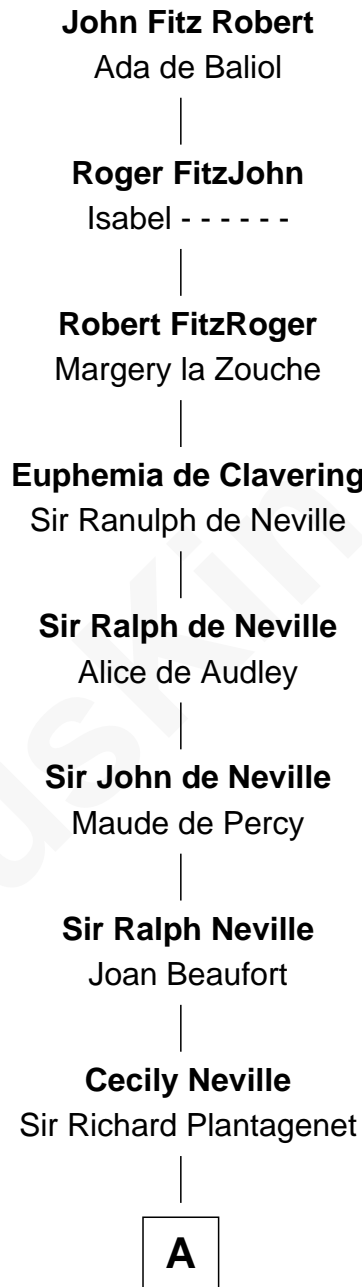 John Fitz Robert
Ada de Baliol
Roger FitzJohn
Isabel - - - - - -
Robert FitzRoger
Margery la Zouche
Euphemia de Clavering
Sir Ranulph de Neville
Sir Ralph de Neville
Alice de Audley
Sir John de Neville
Maude de Percy
Sir Ralph Neville
Joan Beaufort
Cecily Neville
Sir Richard Plantagenet
A